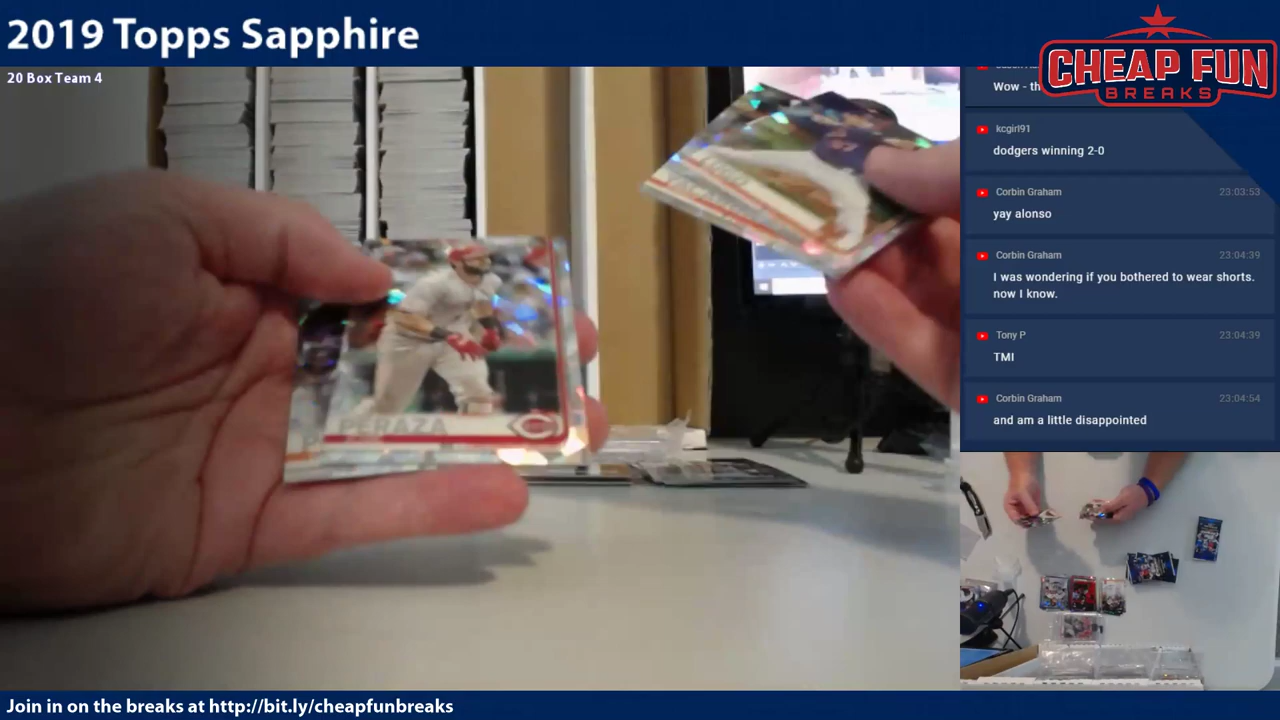 2019 Topps Sapphire
20 Box Team 4
CHEAP FUN
BREAKS
Wow - th
kcgirl91
dodgers winning 2-0
Corbin Graham 23:03:53
yay alonso
Corbin Graham 23:04:39
I was wondering if you bothered to wear shorts.
now I know.
Tony P 23:04:39
TMI
Corbin Graham 23:04:54
and am a little disappointed
PERAZA
Join in on the breaks at http://bit.ly/cheapfunbreaks